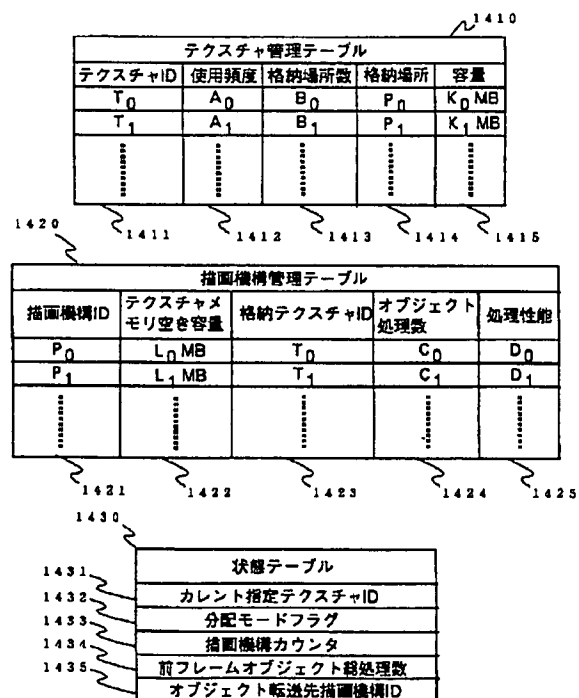 1410
テクスチャ管理テーブル
テクスチャID 使用頻度 格納場所数 格納場所 容量
T0 A0 B0 P0 K0 MB
T1 A1 B1 P1 K1 MB
1411 1412 1413 1414 1415
1420
描画機構管理テーブル
描画機構ID テクスチャメモリ空き容量 格納テクスチャID オブジェクト処理数 処理性能
P0 L0 MB T0 C0 D0
P1 L1 MB T1 C1 D1
1421 1422 1423 1424 1425
1430
状態テーブル
1431 カレント指定テクスチャID
1432 分配モードフラグ
1433 描画機構カウンタ
1434 前フレームオブジェクト総処理数
1435 オブジェクト転送先描画機構ID